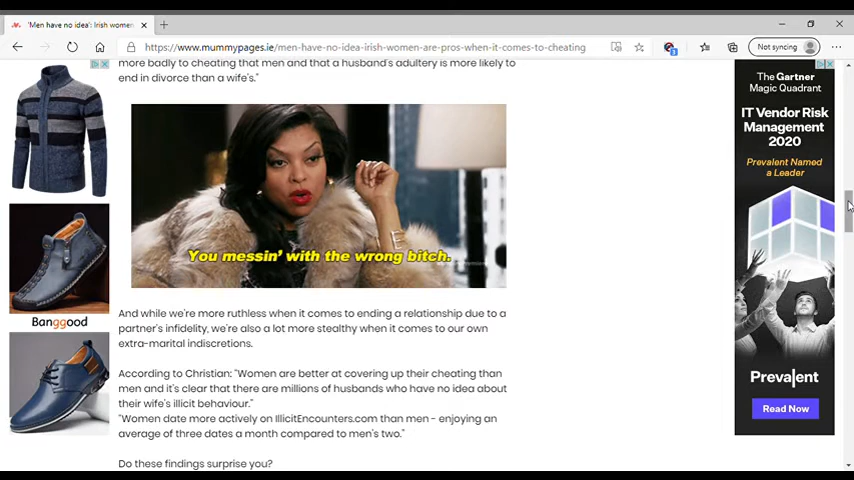 'Men have no idea': Irish women
Not syncing
https://www.mummypages.ie/men-have-no-idea-irish-women-are-pros-when-it-comes-to-cheating
3
more badly to cheating that men and that a husband's adultery is more likely to
end in divorce than a wife's."
You messin' with the wrong bitch.
And while we're more ruthless when it comes to ending a relationship due to a
partner's infidelity, we're also a lot more stealthy when it comes to our own
extra-marital indiscretions.
According to Christian: "Women are better at covering up their cheating than
men and it's clear that there are millions of husbands who have no idea about
their wife's illicit behaviour."
"Women date more actively on IllicitEncounters.com than men - enjoying an
average of three dates a month compared to men's two."
Do these findings surprise you?
Banggood
The Gartner
Magic Quadrant
IT Vendor Risk
Management
2020
Prevalent Named
a Leader
Prevalent
Read Now